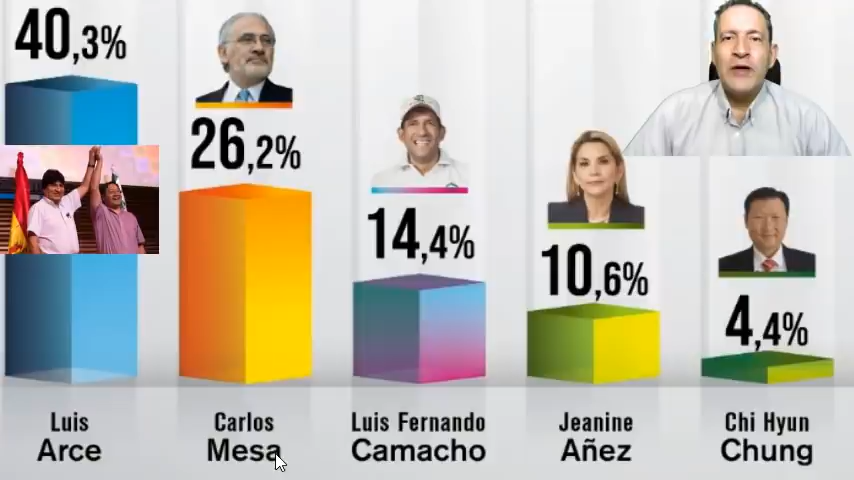 40,3%
26,2%
14,4%
10,6%
4,4%
Luis
Arce
Carlos
Mesa
Luis Fernando
Camacho
Jeanine
Añez
Chi Hyun
Chung